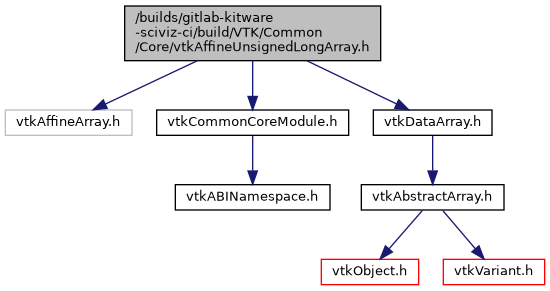 /builds/gitlab-kitware
-sciviz-ci/build/VTK/Common
/Core/vtkAffineUnsignedLongArray.h
vtkAffineArray.h
vtkCommonCoreModule.h
vtkDataArray.h
vtkABINamespace.h
vtkAbstractArray.h
vtkObject.h
vtkVariant.h